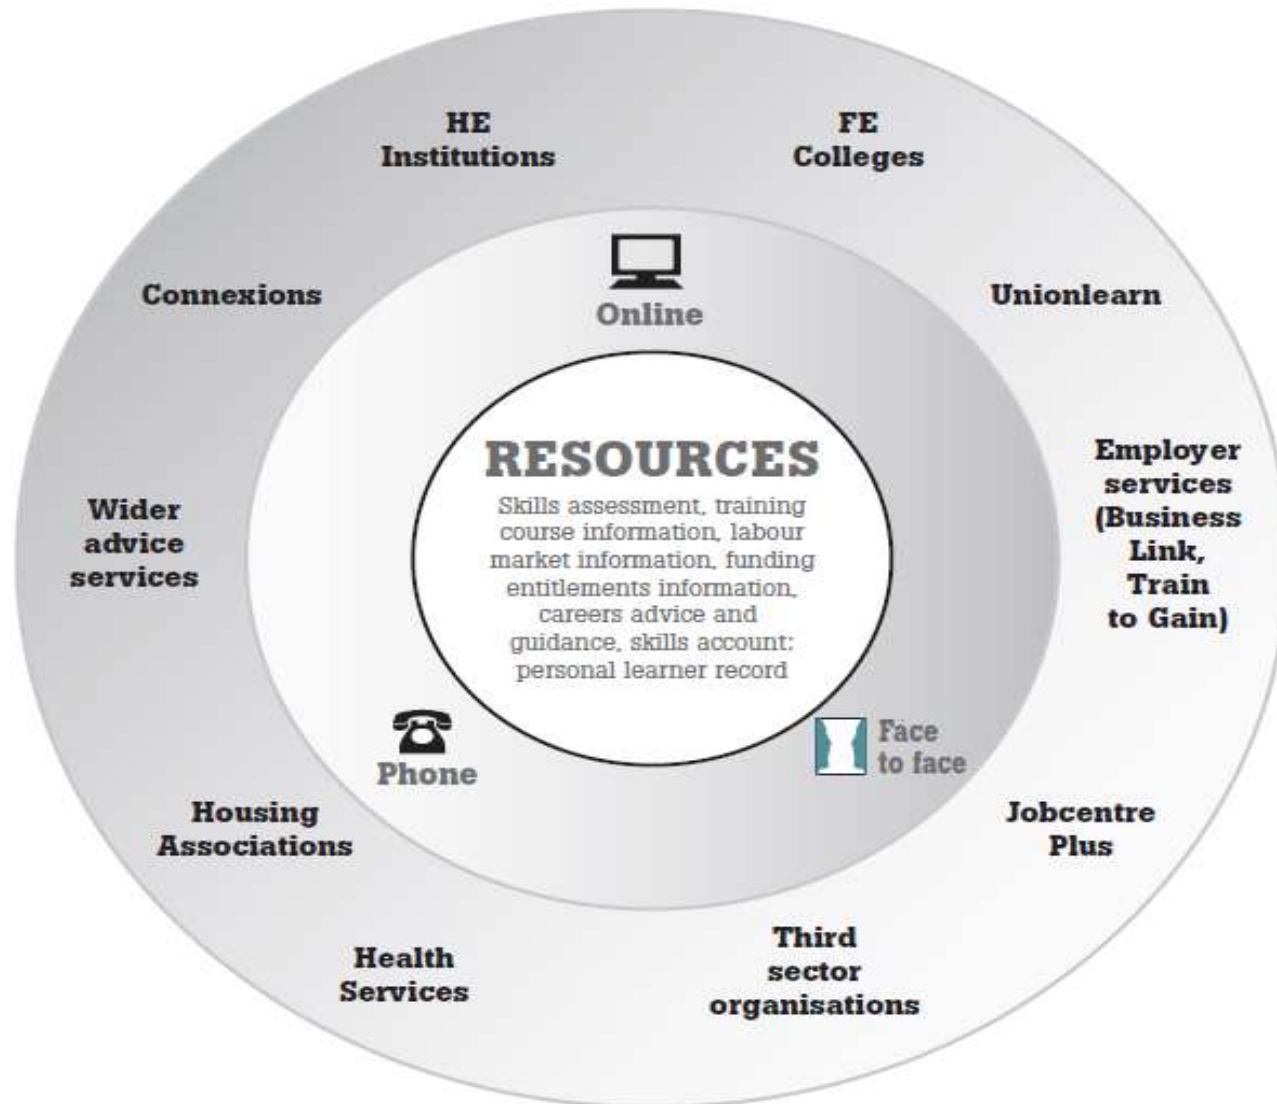 HE
Institutions
FE
Colleges
Connexions
Unionlearn
Online
RESOURCES
Skills assessment, training
course information, labour
market information, funding
entitlements information,
careers advice and
guidance, skills account:
personal learner record
Wider
advice
services
Employer
services
(Business
Link,
Train
to Gain)
Phone
Face
to face
Housing
Associations
Jobcentre
Plus
Health
Services
Third
sector
organisations